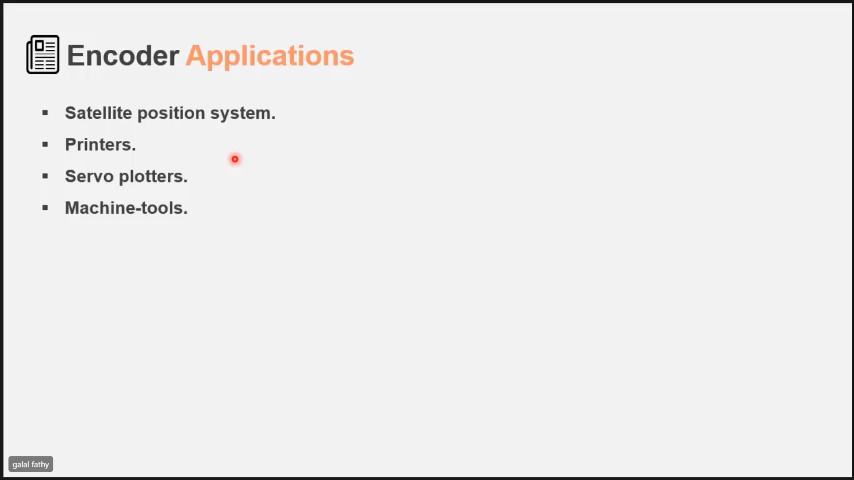 Encoder Applications
▪ Satellite position system.
▪ Printers.
▪ Servo plotters.
▪ Machine-tools.
galal fathy